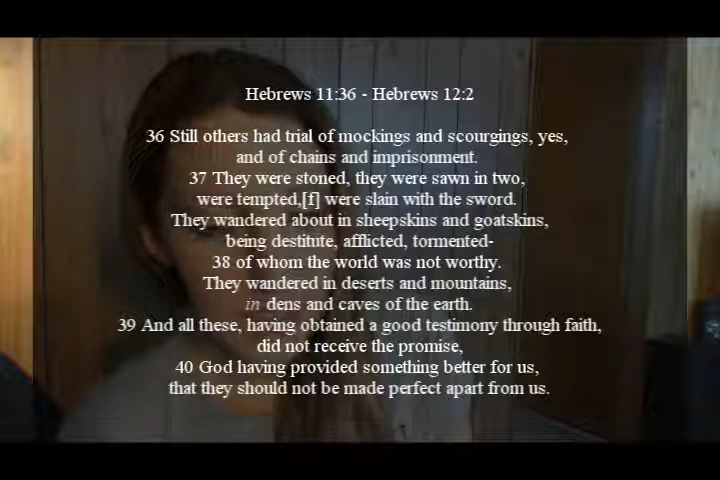 Hebrews 11:36 - Hebrews 12:2
36 Still others had trial of mockings and scourgings, yes,
and of chains and imprisonment.
37 They were stoned, they were sawn in two,
were tempted,[f] were slain with the sword.
They wandered about in sheepskins and goatskins,
being destitute, afflicted, tormented-
38 of whom the world was not worthy.
They wandered in deserts and mountains,
in dens and caves of the earth.
39 And all these, having obtained a good testimony through faith,
did not receive the promise,
40 God having provided something better for us,
that they should not be made perfect apart from us.